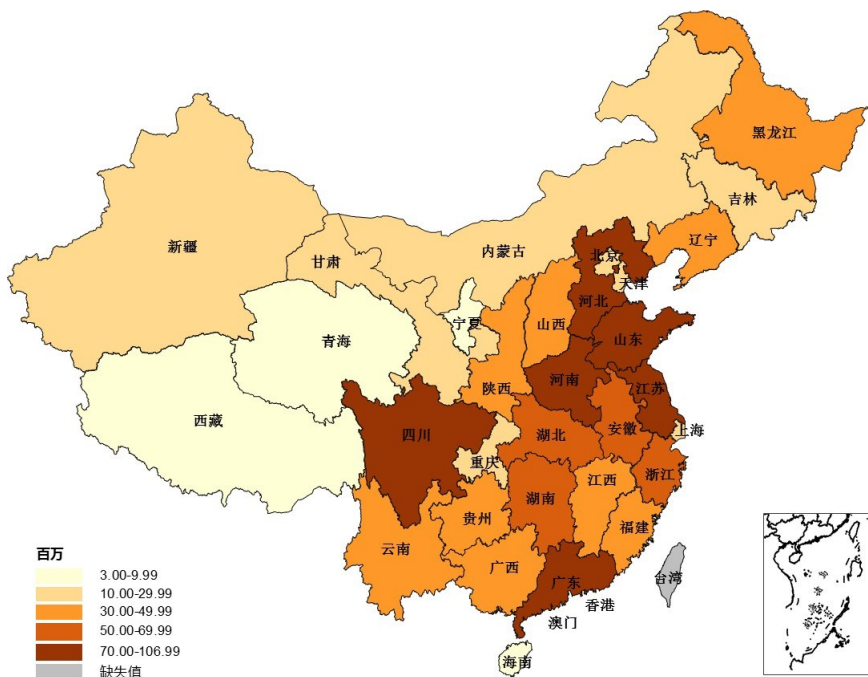 黑龙江
吉林
辽宁
新疆
甘肃
内蒙古
北京
天津
河北
宁夏
山西
山东
青海
陕西
河南
江苏
西藏
四川
湖北
安徽
上海
重庆
浙江
湖南
江西
贵州
福建
云南
广西
广东
台湾
香港
澳门
海南
百万
3.00-9.99
10.00-29.99
30.00-49.99
50.00-69.99
70.00-106.99
缺失值